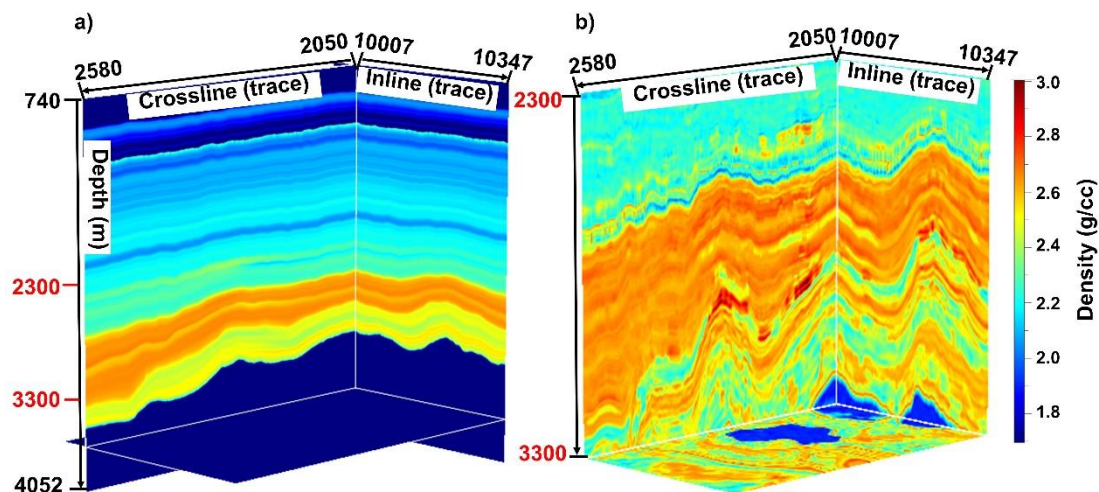 a)
2580
2050
10007
10347
Crossline (trace)
Inline (trace)
740
Depth (m)
2300
3300
4052
b)
2580
2050
10007
10347
Crossline (trace)
Inline (trace)
2300
3300
3.0
2.8
2.6
2.4
2.2
2.0
1.8
Density (g/cc)